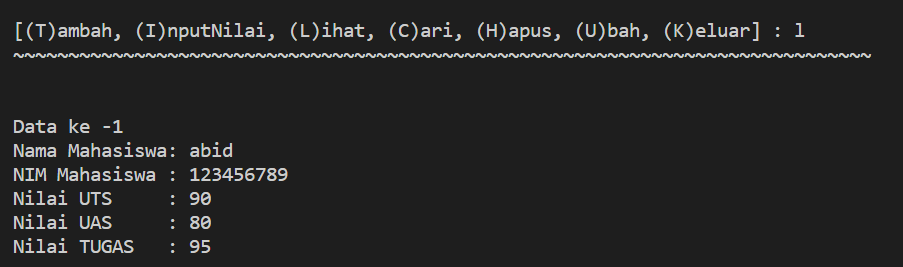 [(T)ambah, (I)nputNilai, (L)ihat, (C)ari, (H)apus, (U)bah, (K)eluar] : l
~~~~~~~~~~~~~~~~~~~~~~~~~~~~~~~~~~~~~~~~~~~~~~~~~~~~~~~~~~~~~~~~~~~~~~~~~~~~~~
Data ke -1
Nama Mahasiswa: abid
NIM Mahasiswa : 123456789
Nilai UTS     : 90
Nilai UAS     : 80
Nilai TUGAS   : 95